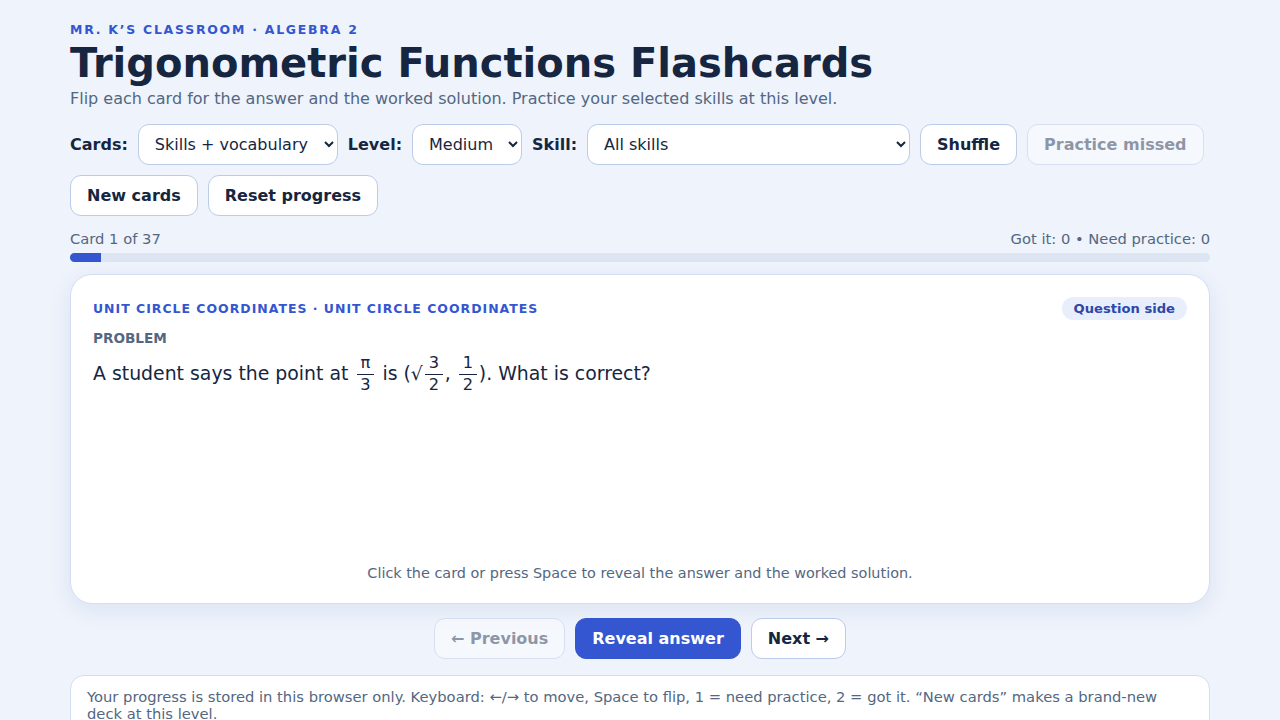 MR. K’S CLASSROOM · ALGEBRA 2
Trigonometric Functions Flashcards
Flip each card for the answer and the worked solution. Practice your selected skills at this level.
Cards: Skills + vocabulary Level: Medium Skill: All skills Shuffle Practice missed
New cards Reset progress
Card 1 of 37 Got it: 0 • Need practice: 0
UNIT CIRCLE COORDINATES · UNIT CIRCLE COORDINATES Question side
PROBLEM
A student says the point at π/3 is (√3/2, 1/2). What is correct?
Click the card or press Space to reveal the answer and the worked solution.
← Previous Reveal answer Next →
Your progress is stored in this browser only. Keyboard: ←/→ to move, Space to flip, 1 = need practice, 2 = got it. “New cards” makes a brand-new
deck at this level.